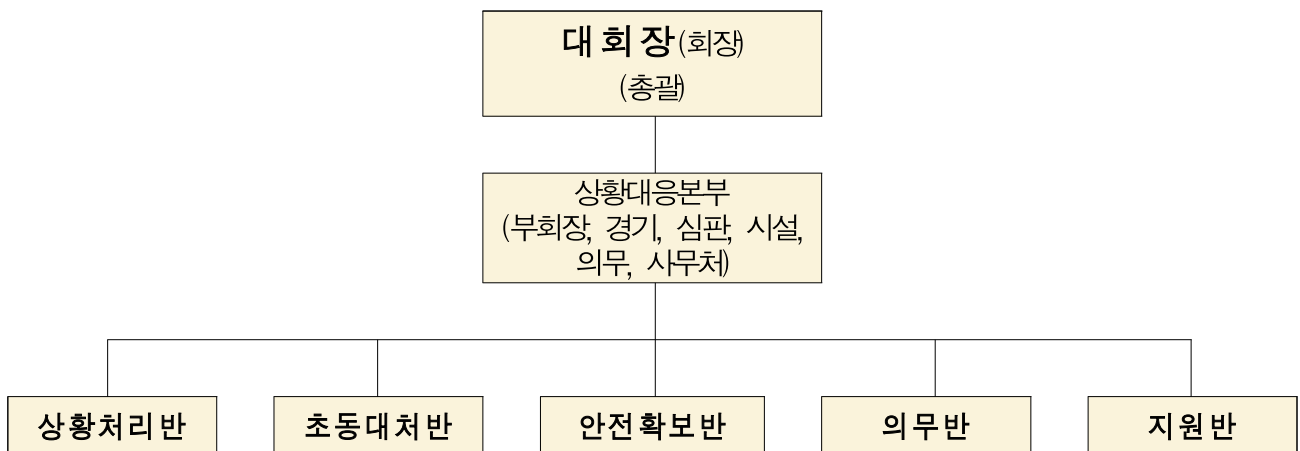 대회장(회장)
(총괄)
상황대응본부
(부회장, 경기, 심판, 시설,
의무, 사무처)
상황처리반
초동대처반
안전확보반
의무반
지원반